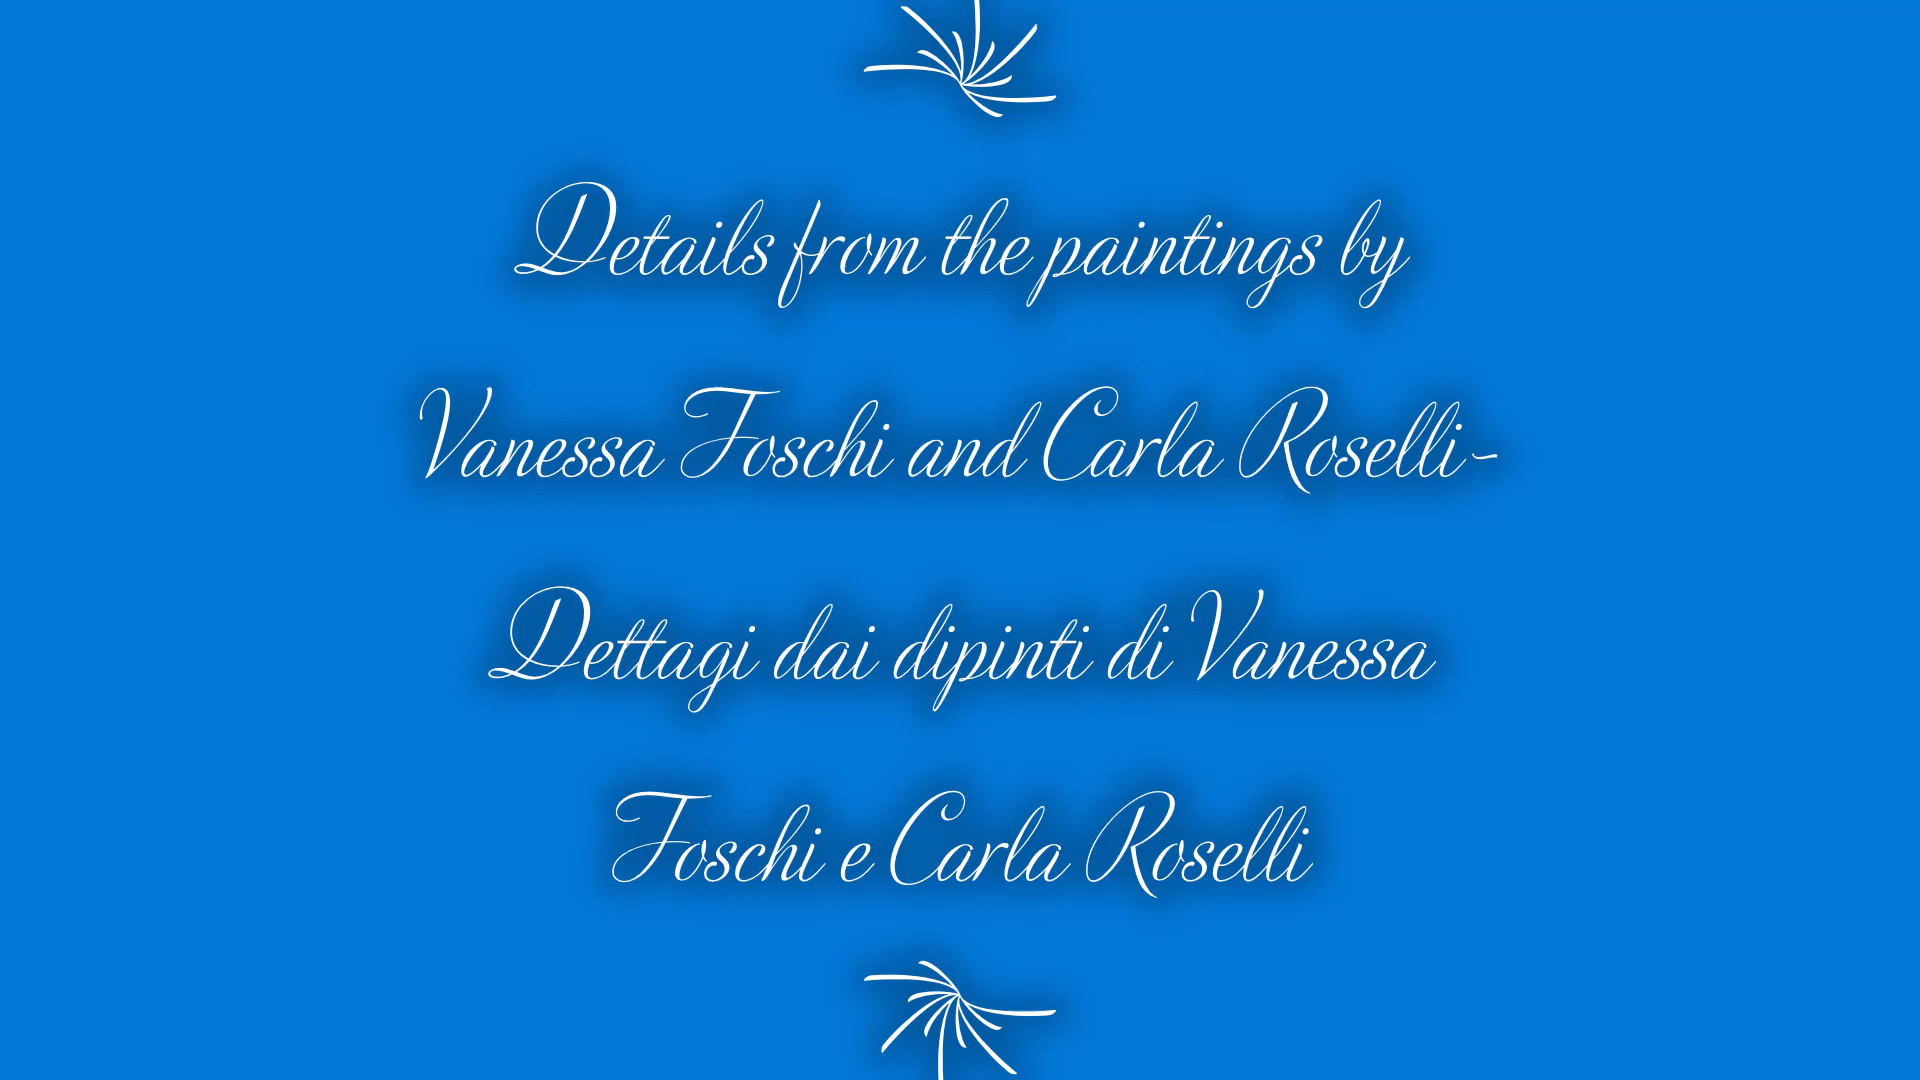 Details from the paintings by
Vanessa Foschi and Carla Roselli-
Dettagi dai dipinti di Vanessa
Foschi e Carla Roselli